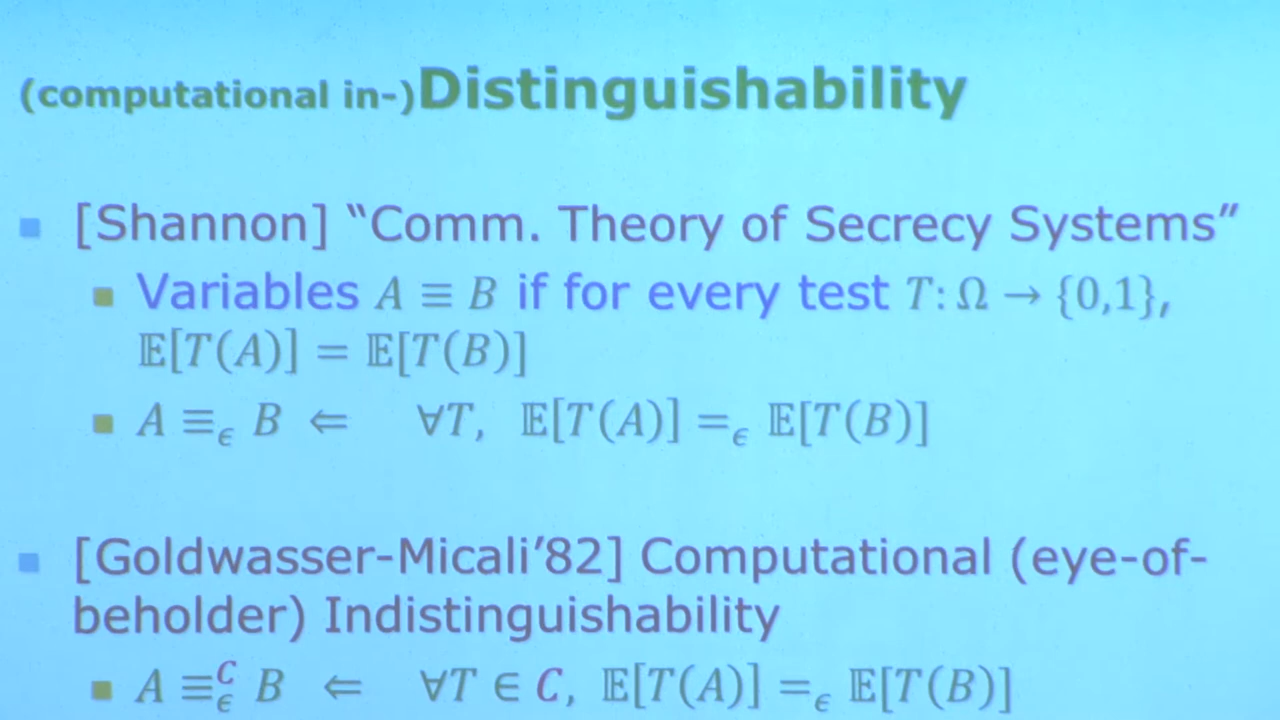 (computational in-)Distinguishability
[Shannon] “Comm. Theory of Secrecy Systems”
Variables A ≡ B if for every test T: Ω → {0,1},
𝔼[T(A)] = 𝔼[T(B)]
A ≡_ϵ B ⇐ ∀T, 𝔼[T(A)] =_ϵ 𝔼[T(B)]
[Goldwasser-Micali’82] Computational (eye-of-
beholder) Indistinguishability
A ≡_ϵ^C B ⇐ ∀T ∈ C, 𝔼[T(A)] =_ϵ 𝔼[T(B)]